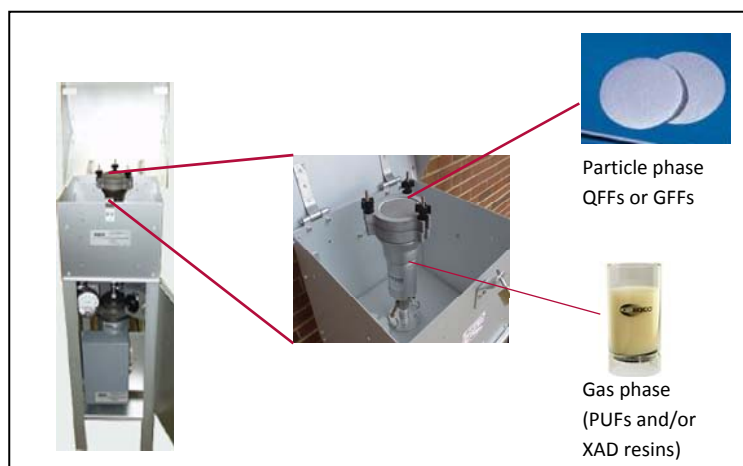 Particle phase
QFFs or GFFs
Gas phase
(PUFs and/or
XAD resins)